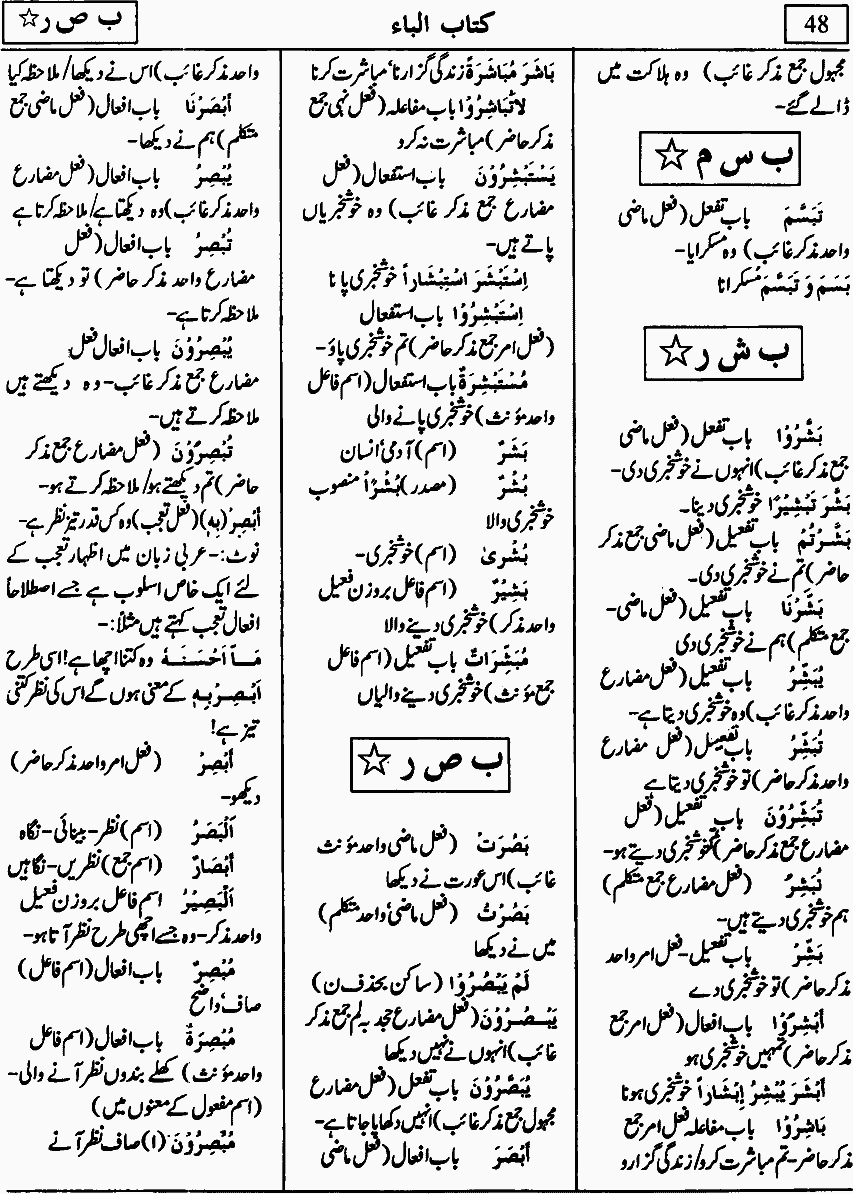 48
کتاب الباء
ب ص ر☆
مجہول جمع مذکر غائب) وہ ہلاکت میں
ڈالے گئے-
ب س م ☆
تَبَسَّمَ باب تفعل (فعل ماضی
واحد مذکر غائب) وہ مسکرایا-
بَسَمَ وَ تَبَسَّمَ مُسکرانا
ب ش ر☆
بَشَّرُوْا باب تفعل (فعل ماضی
جمع مذکر غائب) انہوں نے خوشخبری دی-
بَشَّرَ تَبْشِیْرًا خوشخبری دینا۔
بَشَّرْتُمْ باب تفعیل (فعل ماضی جمع مذکر
حاضر) تم نے خوشخبری دی۔
بَشَّرْنَا باب تفعیل (فعل ماضی-
جمع متکلم) ہم نے خوشخبری دی
یُبَشِّرُ باب تفعیل (فعل مضارع
واحد مذکر غائب) وہ خوشخبری دیتا ہے-
تُبَشِّرُ باب تفعیل (فعل مضارع
واحد مذکر حاضر) تو خوشخبری دیتا ہے
تُبَشِّرُوْنَ باب تفعیل (فعل
مضارع جمع مذکر حاضر) خوشخبری دیتے ہو-
نُبَشِّرُ (فعل مضارع جمع متکلم)
ہم خوشخبری دیتے ہیں-
بَشِّرْ باب تفعیل- فعل امر واحد
مذکر حاضر) تو خوشخبری دے
أَبْشِرُوْا باب افعال (فعل امر جمع
مذکر حاضر) تمہیں خوشخبری ہو
أَبْشَرَ یُبْشِرُ إِبْشَاراً خوشخبری ہونا
بَاشِرُوْا باب مفاعلہ فعل امر جمع
مذکر حاضر- تم مباشرت کرو/ زندگی گزارو
بَاشَرَ مُبَاشَرَةً زندگی گزارنا، مباشرت کرنا
لَاتُبَاشِرُوْا باب مفاعلہ (فعل نہی جمع
مذکر حاضر) مباشرت نہ کرو
یَسْتَبْشِرُوْنَ باب استفعال (فعل
مضارع جمع مذکر غائب) وہ خوشخبریاں
پاتے ہیں-
اِسْتَبْشَرَ اسْتِبْشَاراً خوشخبری پانا
اِسْتَبْشِرُوْا باب استفعال
(فعل امر جمع مذکر حاضر) تم خوشخبری پاؤ-
مُسْتَبْشِرَةٌ باب استفعال (اسم فاعل
واحد مؤنث) خوشخبری پانے والی
بَشَرٌ (اسم) آدمی، انسان
بُشْرٌ (مصدر) بُشْراً منصوب
خوشخبری والا
بُشْرىٰ (اسم) خوشخبری-
بَشِیْرٌ (اسم فاعل بروزن فعیل
واحد مذکر) خوشخبری دینے والا
مُبَشِّرَاتٌ باب تفعیل (اسم فاعل
جمع مؤنث) خوشخبری دینے والیاں
ب ص ر ☆
بَصُرَتْ (فعل ماضی واحد مؤنث
غائب) اس عورت نے دیکھا
بَصُرْتُ (فعل ماضی، واحد متکلم)
میں نے دیکھا
لَمْ یَبْصُرُوْا (ساکن بحذف ن)
یَبْصُرُوْنَ (فعل مضارع جحد بہ لم جمع مذکر
غائب) انہوں نے نہیں دیکھا
یُبَصَّرُوْنَ باب تفعل (فعل مضارع
مجہول جمع مذکر غائب) انہیں دکھایا جاتا ہے-
أَبْصَرَ باب افعال (فعل ماضی
واحد مذکر غائب) اس نے دیکھا/ ملاحظہ کیا
أَبْصَرْنَا باب افعال (فعل ماضی جمع
متکلم) ہم نے دیکھا-
یُبْصِرُ باب افعال (فعل مضارع
واحد مذکر غائب) وہ دیکھتا ہے/ ملاحظہ کرتا ہے
تُبْصِرُ باب افعال (فعل
مضارع واحد مذکر حاضر) تو دیکھتا ہے-
ملاحظہ کرتا ہے-
یُبْصِرُوْنَ باب افعال فعل
مضارع جمع مذکر غائب- وہ دیکھتے ہیں
ملاحظہ کرتے ہیں-
تُبْصِرُوْنَ (فعل مضارع جمع مذکر
حاضر) تم دیکھتے ہو/ ملاحظہ کرتے ہو-
أَبْصِرْ (بِهٖ) (فعل تعجب) وہ کس قدر تیز نظر ہے-
نوٹ:- عربی زبان میں اظہار تعجب کے
لئے ایک خاص اسلوب ہے جسے اصطلاحاً
افعال تعجب کہتے ہیں مثلاً:-
مَا أَحْسَنَهُ وہ کتنا اچھا ہے! اسی طرح
أَبْصِرْبِهٖ کے معنی ہوں گے اس کی نظر کتنی
تیز ہے!
أَبْصِرْ (فعل امر واحد مذکر حاضر)
دیکھو-
اَلْبَصَرُ (اسم) نظر- بینائی- نگاہ
أَبْصَارٌ (اسم جمع) نظریں- نگاہیں
اَلْبَصِیْرُ اسم فاعل بروزن فعیل
واحد مذکر- وہ جسے اچھی طرح نظر آتا ہو-
مُبْصِرٌ باب افعال (اسم فاعل)
صاف، واضح
مُبْصِرَةٌ باب افعال (اسم فاعل
واحد مؤنث) کھلے بندوں نظر آنے والی-
(اسم مفعول کے معنوں میں)
مُبْصِرُوْنَ (۱) صاف نظر آنے